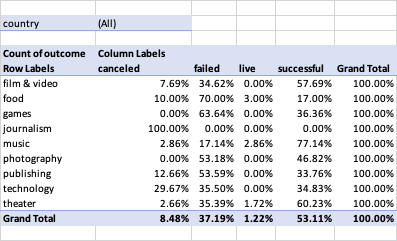 country (All)
Count of outcome Column Labels
Row Labels canceled failed live successful Grand Total
film & video 7.69% 34.62% 0.00% 57.69% 100.00%
food 10.00% 70.00% 3.00% 17.00% 100.00%
games 0.00% 63.64% 0.00% 36.36% 100.00%
journalism 100.00% 0.00% 0.00% 0.00% 100.00%
music 2.86% 17.14% 2.86% 77.14% 100.00%
photography 0.00% 53.18% 0.00% 46.82% 100.00%
publishing 12.66% 53.59% 0.00% 33.76% 100.00%
technology 29.67% 35.50% 0.00% 34.83% 100.00%
theater 2.66% 35.39% 1.72% 60.23% 100.00%
Grand Total 8.48% 37.19% 1.22% 53.11% 100.00%